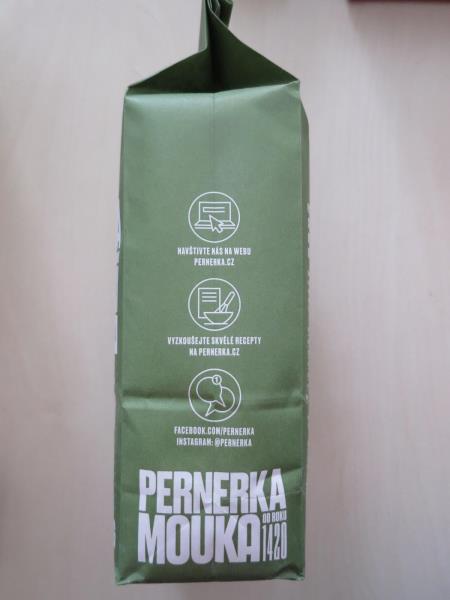 NAVŠTIVTE NÁS NA WEBU
PERNERKA.CZ
VYZKOUŠEJTE SKVĚLÉ RECEPTY
NA PERNERKA.CZ
1
FACEBOOK.COM/PERNERKA
INSTAGRAM: @PERNERKA
PERNERKA
MOUKA OD ROKU 1420